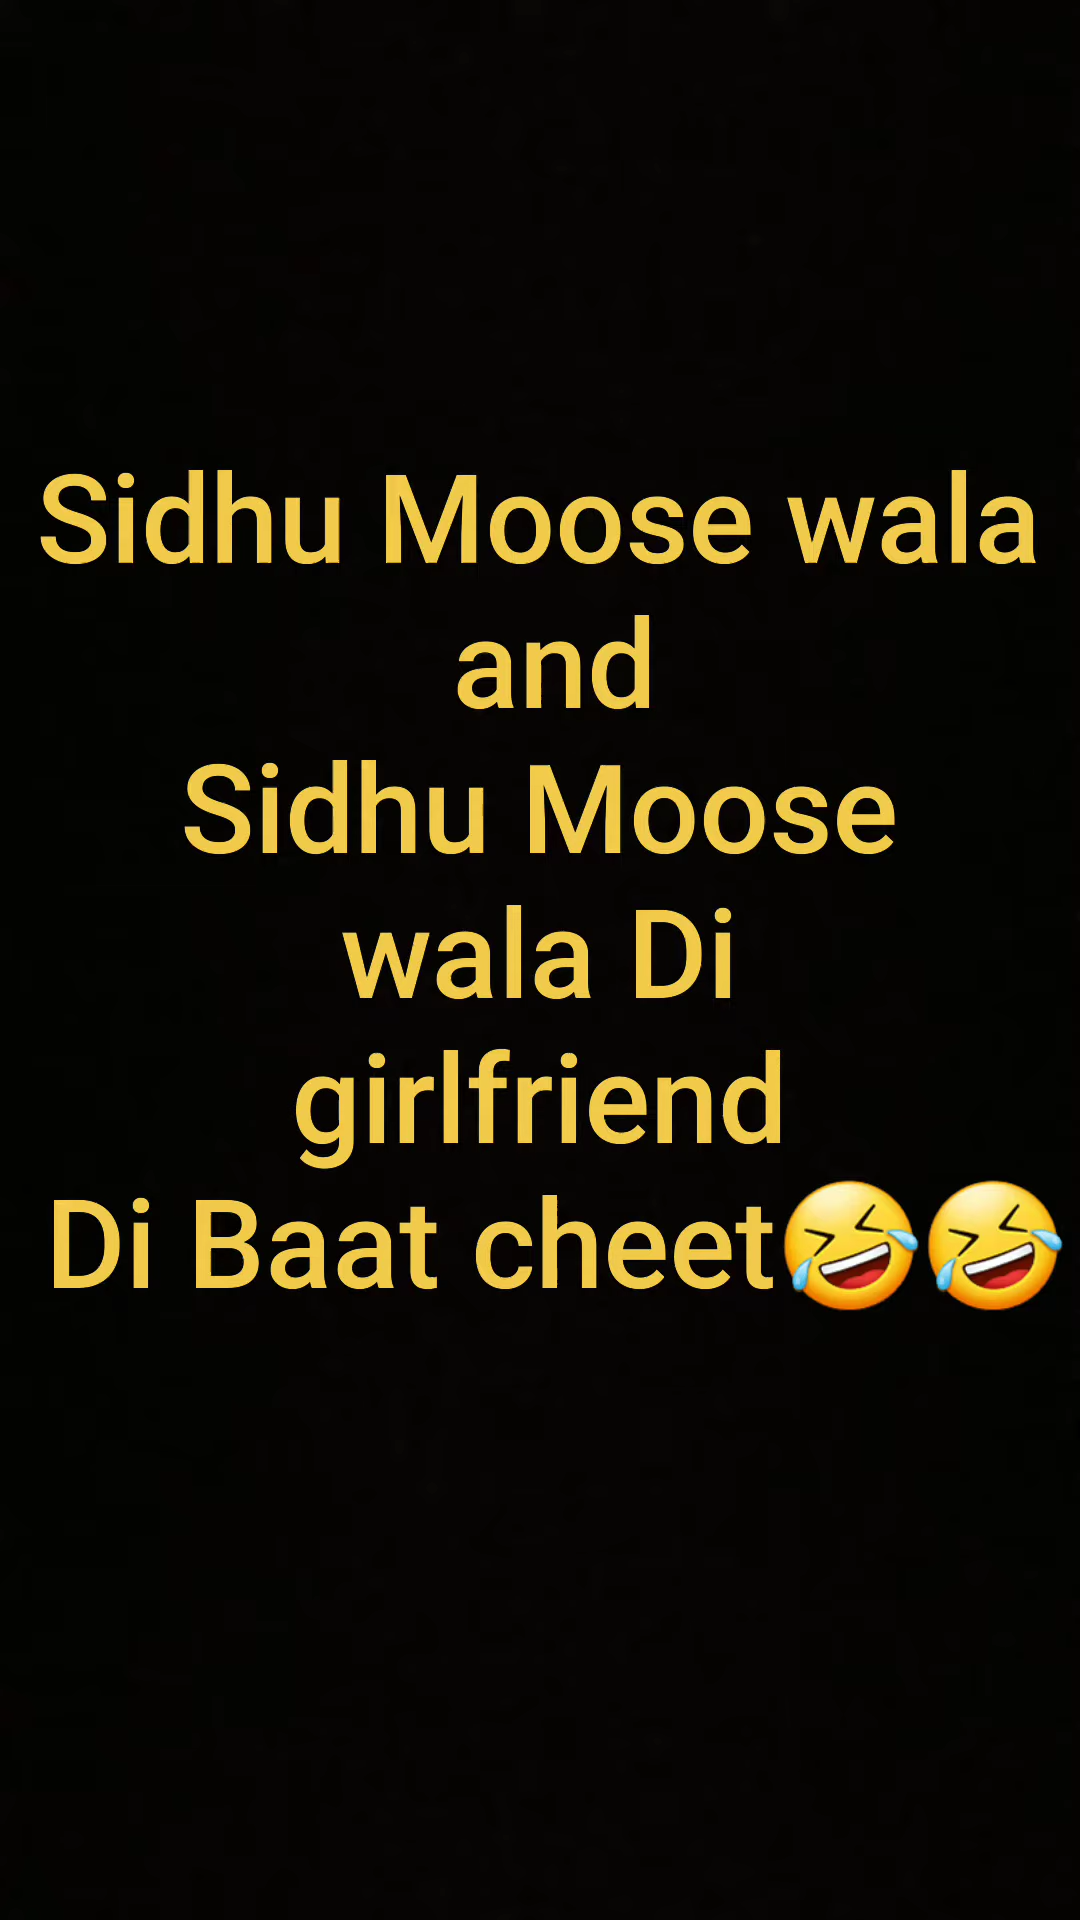 Sidhu Moose wala
and
Sidhu Moose
wala Di
girlfriend
Di Baat cheet🤣🤣